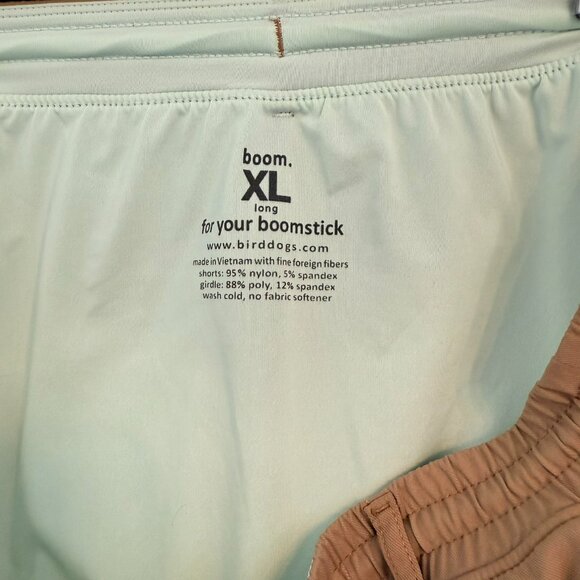 boom.
XL
long
for your boomstick
www.birddogs.com
made in Vietnam with fine foreign fibers
shorts: 95% nylon, 5% spandex
girdle: 88% poly, 12% spandex
wash cold, no fabric softener